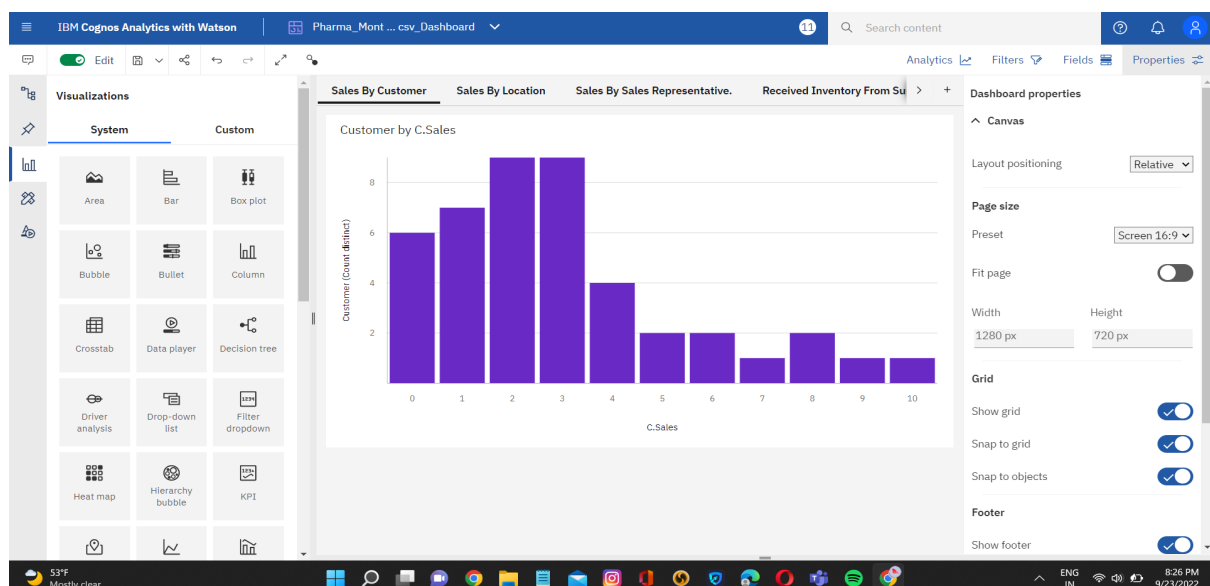 IBM Cognos Analytics with Watson
Pharma_Mont ... csv_Dashboard
11
Search content
Edit
Analytics
Filters
Fields
Properties
Visualizations
System
Custom
Area
Bar
Box plot
Bubble
Bullet
Column
Crosstab
Data player
Decision tree
Driver
analysis
Drop-down
list
1234
Filter
dropdown
Heat map
Hierarchy
bubble
KPI
Sales By Customer
Sales By Location
Sales By Sales Representative.
Received Inventory From Su
Customer by C.Sales
Customer (Count distinct)
8
6
4
2
0
1
2
3
4
5
6
7
8
9
10
C.Sales
Dashboard properties
Canvas
Layout positioning
Relative
Page size
Preset
Screen 16:9
Fit page
Width
Height
1280 px
720 px
Grid
Show grid
Snap to grid
Snap to objects
Footer
Show footer
53°F
Mostly clear
ENG
IN
8:26 PM
9/23/2022